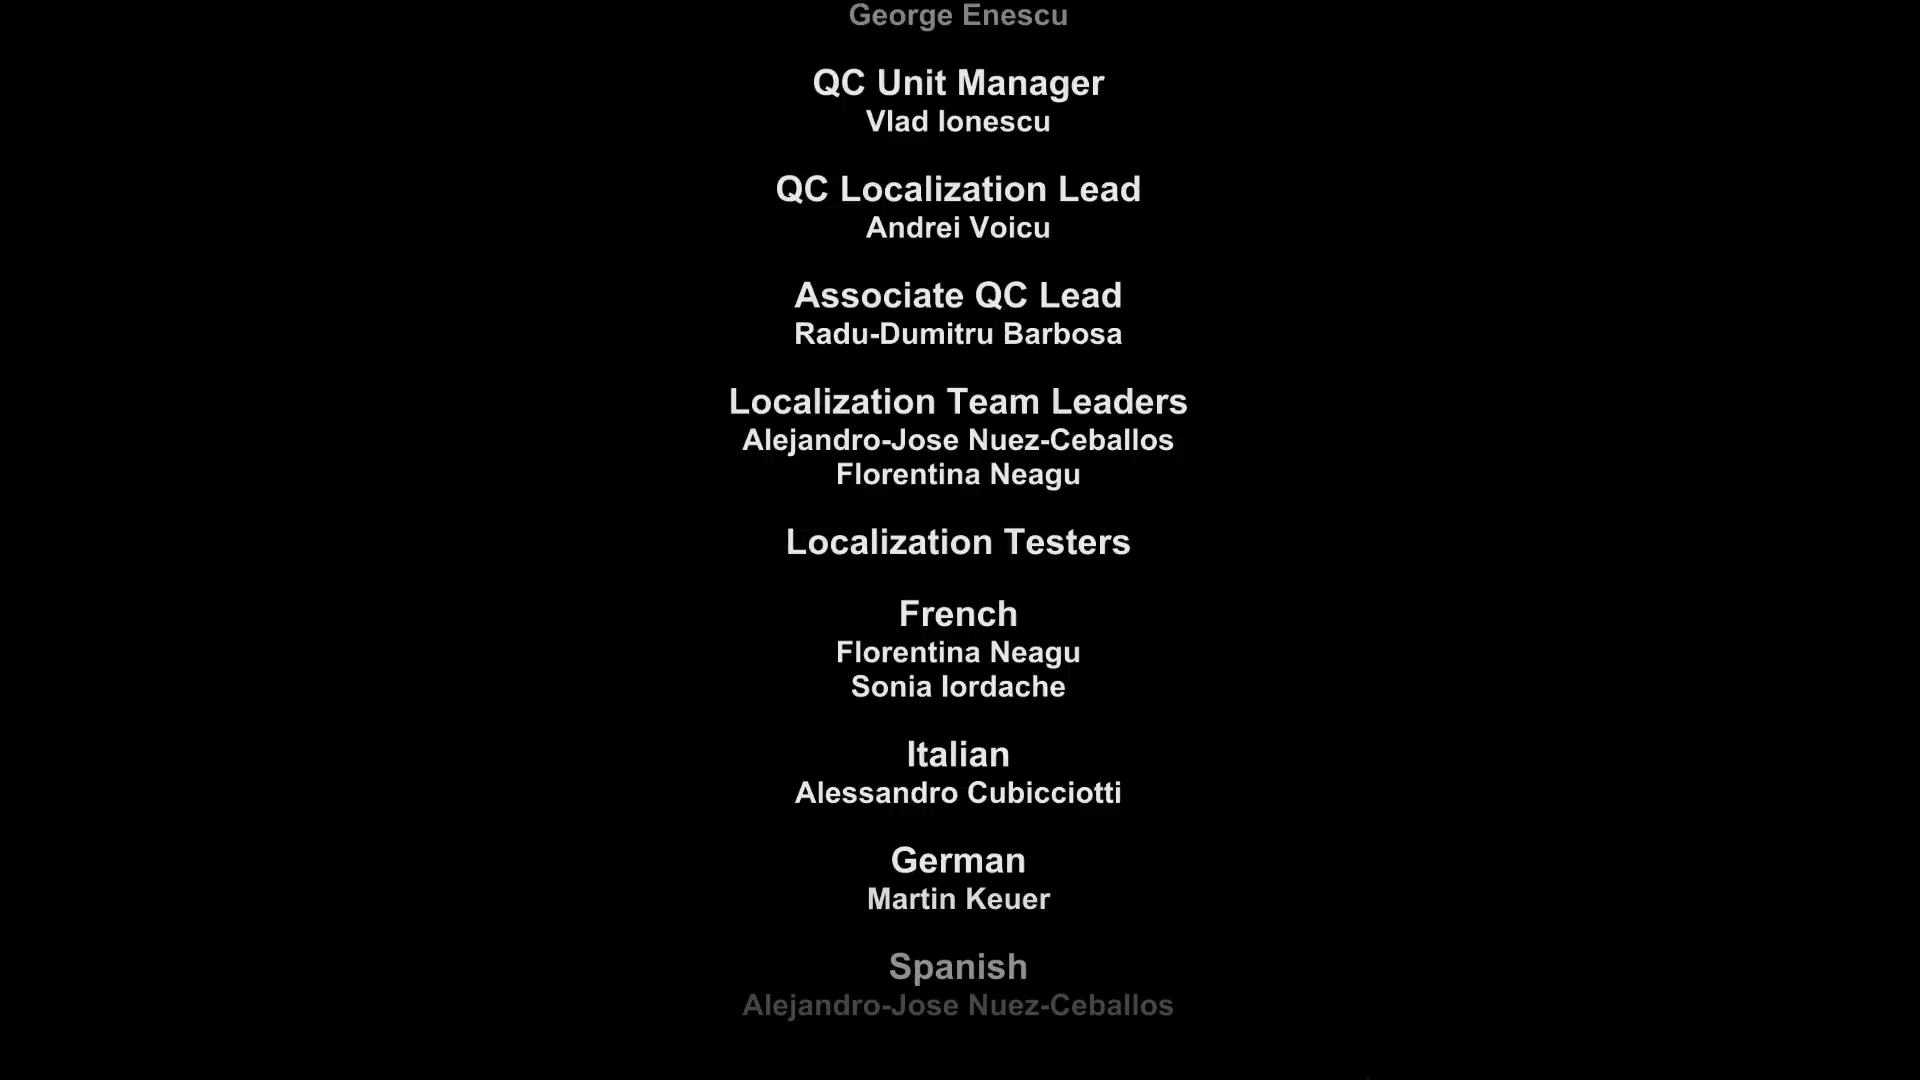 George Enescu
QC Unit Manager
Vlad Ionescu
QC Localization Lead
Andrei Voicu
Associate QC Lead
Radu-Dumitru Barbosa
Localization Team Leaders
Alejandro-Jose Nuez-Ceballos
Florentina Neagu
Localization Testers
French
Florentina Neagu
Sonia Iordache
Italian
Alessandro Cubicciotti
German
Martin Keuer
Spanish
Alejandro-Jose Nuez-Ceballos